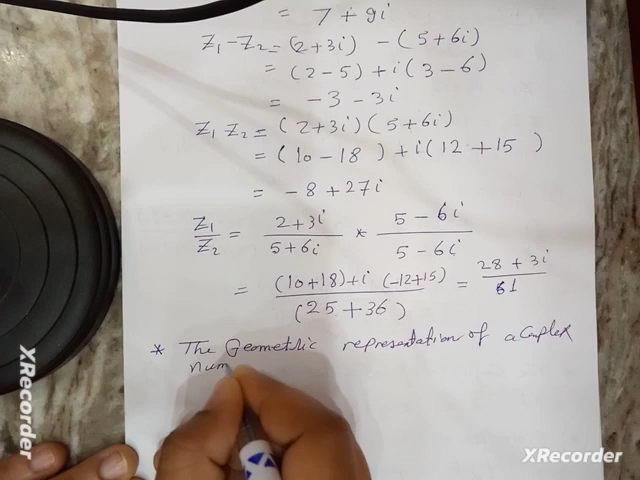 = 7 + 9i
Z₁ - Z₂ = (2+3i) - (5+6i)
= (2-5) + i(3-6)
= -3 - 3i
Z₁ Z₂ = (2+3i)(5+6i)
= (10-18) + i(12+15)
= -8 + 27i
Z₁/Z₂ = 2+3i/5+6i * 5-6i/5-6i
= (10+18)+i(-12+15)/(25+36) = 28+3i/61
* The Geometric representation of a Complex
num
XRecorder
XRecorder